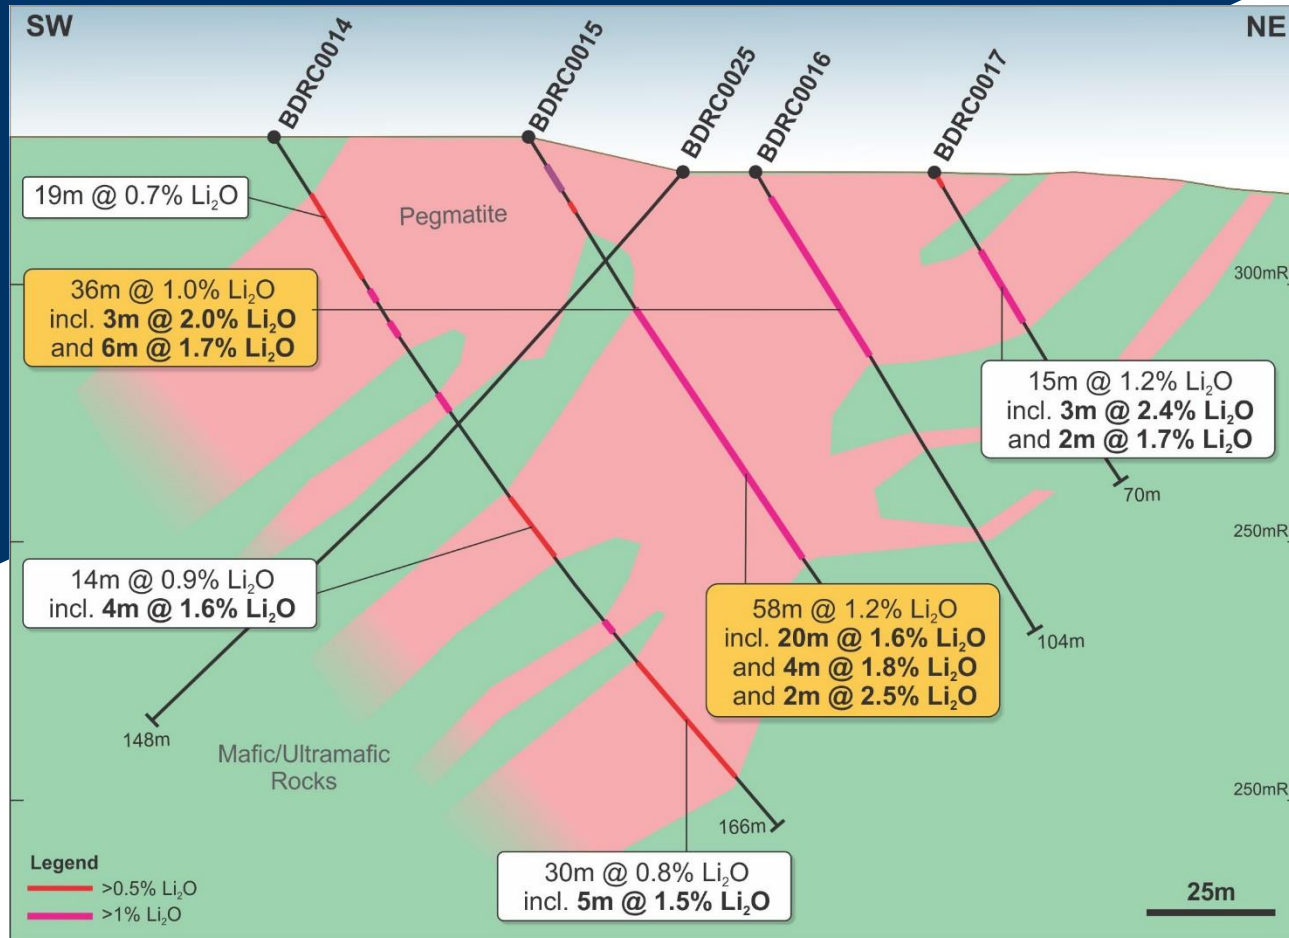 SW
NE
BDRC0014
BDRC0015
BDRC0025
BDRC0016
BDRC0017
19m @ 0.7% Li₂O
Pegmatite
36m @ 1.0% Li₂O
incl. 3m @ 2.0% Li₂O
and 6m @ 1.7% Li₂O
300mR
15m @ 1.2% Li₂O
incl. 3m @ 2.4% Li₂O
and 2m @ 1.7% Li₂O
70m
250mR
14m @ 0.9% Li₂O
incl. 4m @ 1.6% Li₂O
58m @ 1.2% Li₂O
incl. 20m @ 1.6% Li₂O
and 4m @ 1.8% Li₂O
and 2m @ 2.5% Li₂O
104m
148m
Mafic/Ultramafic
Rocks
250mR
166m
30m @ 0.8% Li₂O
incl. 5m @ 1.5% Li₂O
Legend
>0.5% Li₂O
>1% Li₂O
25m